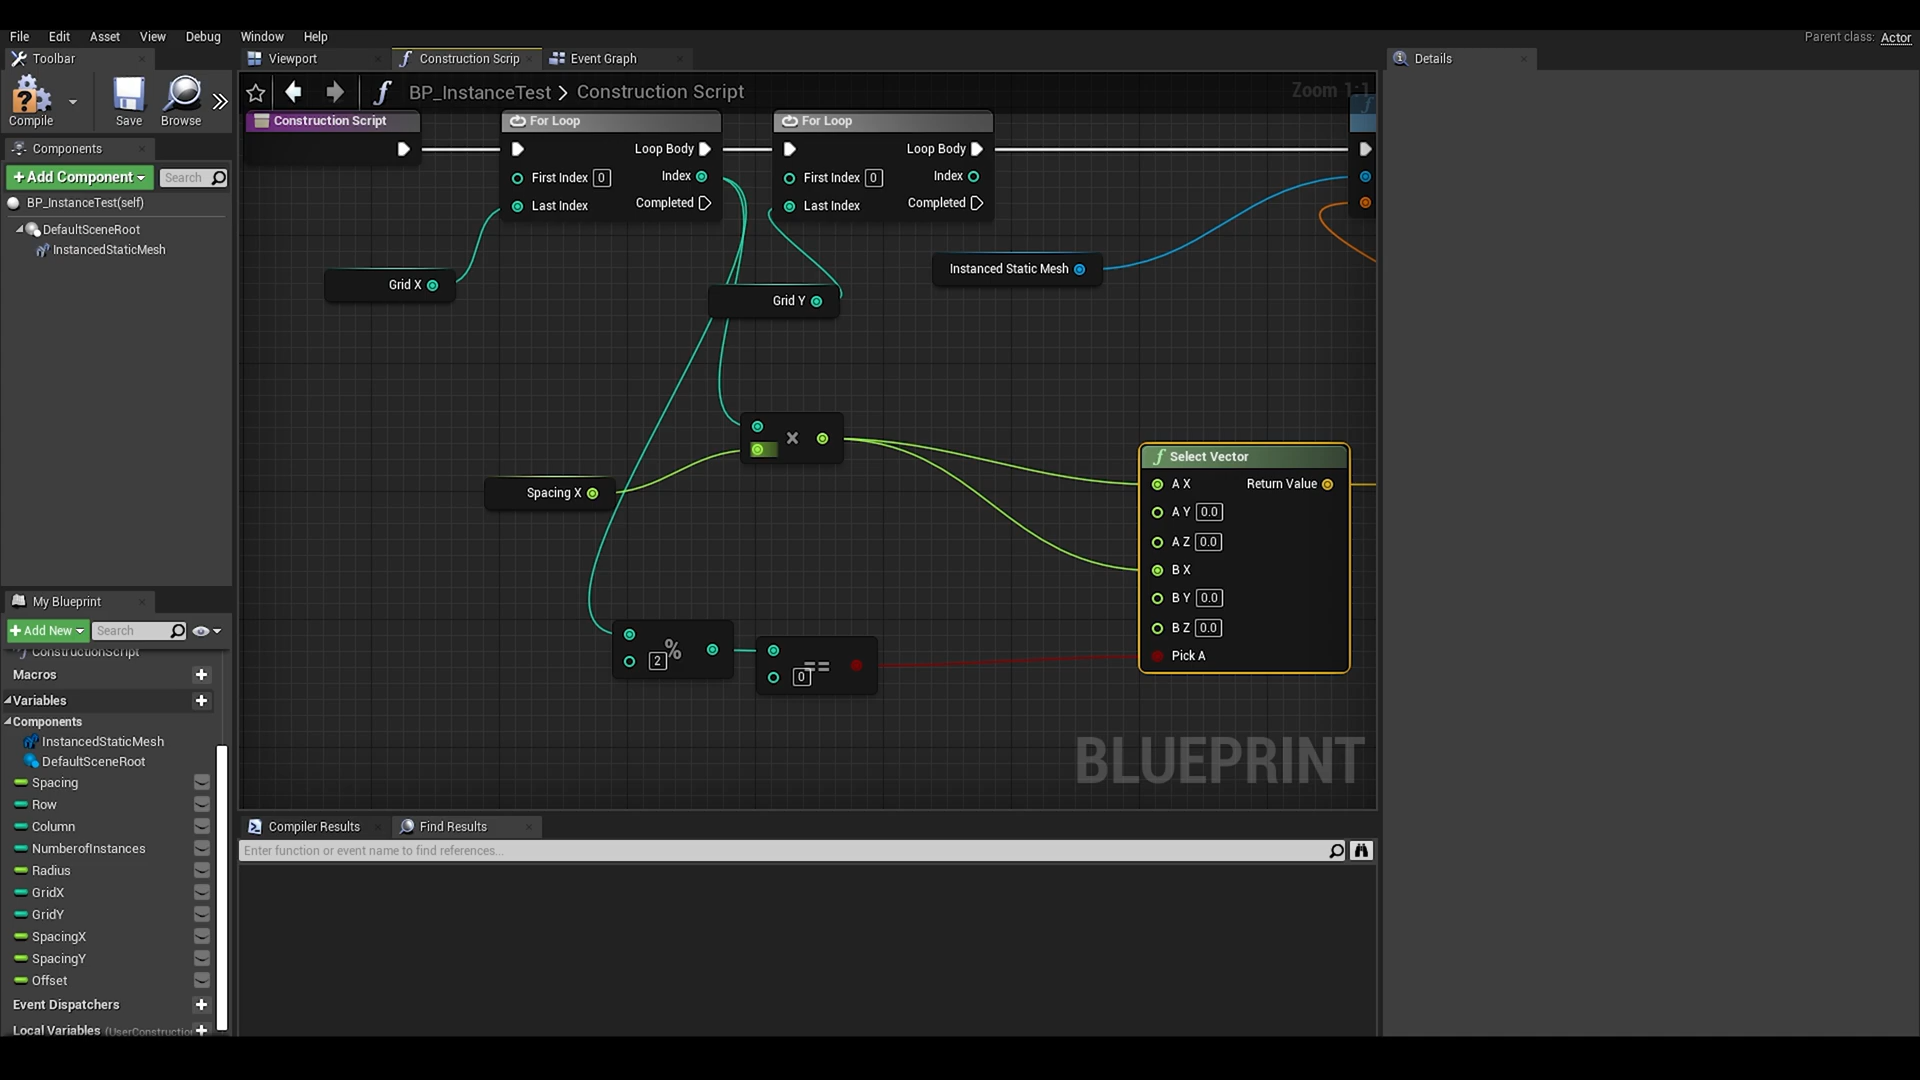 File Edit Asset View Debug Window Help
Parent class: Actor
Toolbar
Viewport
Construction Scrip
Event Graph
Details
Compile
Save
Browse
BP_InstanceTest > Construction Script
Zoom 1:1
Components
+Add Component
Search
BP_InstanceTest(self)
DefaultSceneRoot
InstancedStaticMesh
Construction Script
For Loop
Loop Body
First Index 0
Index
Last Index
Completed
For Loop
Loop Body
First Index 0
Index
Last Index
Completed
Grid X
Grid Y
Instanced Static Mesh
×
Spacing X
Select Vector
A X
Return Value
A Y 0.0
A Z 0.0
B X
B Y 0.0
B Z 0.0
Pick A
2 %
0 ==
BLUEPRINT
My Blueprint
+Add New
Search
ConstructionScript
Macros
Variables
Components
InstancedStaticMesh
DefaultSceneRoot
Spacing
Row
Column
NumberofInstances
Radius
GridX
GridY
SpacingX
SpacingY
Offset
Event Dispatchers
Local Variables (UserConstructio
Compiler Results
Find Results
Enter function or event name to find references...